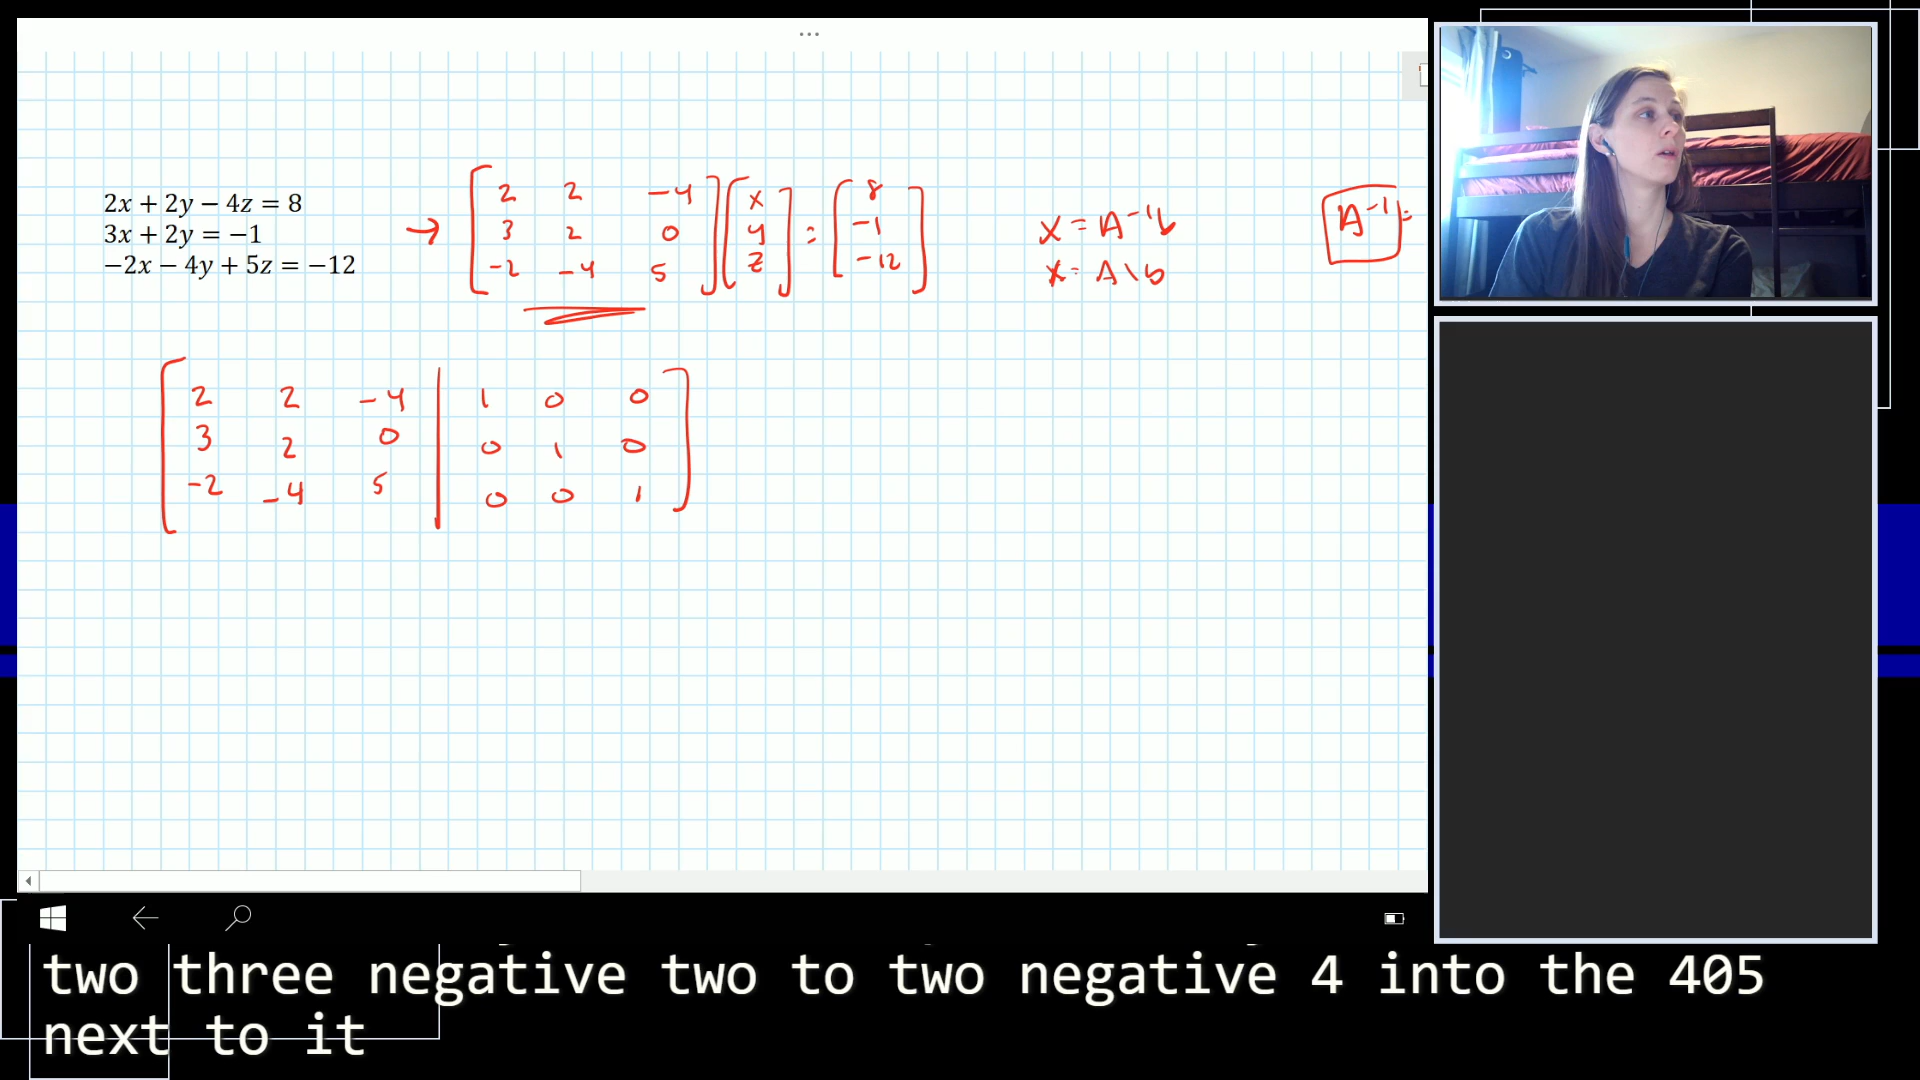 ...
2x + 2y − 4z = 8
3x + 2y = −1
−2x − 4y + 5z = −12
→ [ 2 2 -4 ] [ x ] = [ 8 ]
[ 3 2 0 ] [ y ] = [ -1 ]
[ -2 -4 5 ] [ z ] = [ -12 ]
x = A⁻¹b
x = A\b
A⁻¹ =
[ 2 2 -4 | 1 0 0 ]
[ 3 2 0 | 0 1 0 ]
[ -2 -4 5 | 0 0 1 ]
two three negative two to two negative 4 into the 405
next to it